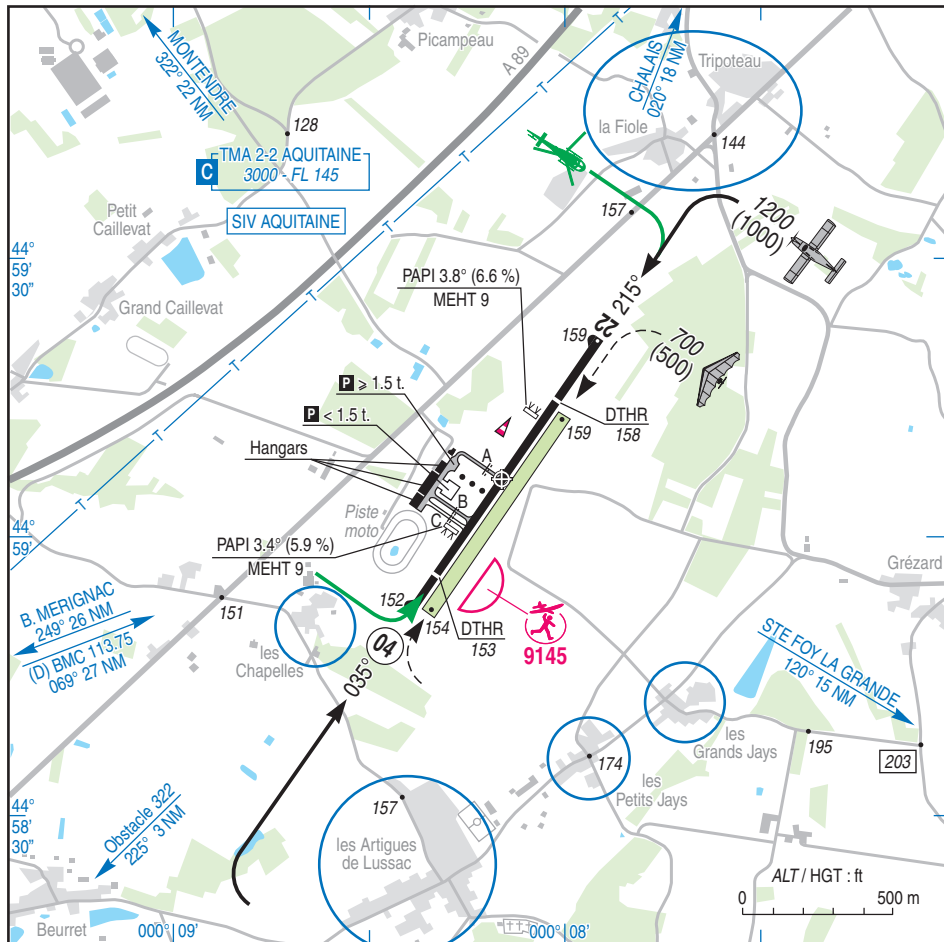 MONTENDRE
322° 22 NM
Picampeau
A 89
T
CHALAIS
020° 18 NM
Tripoteau
la Fiole
144
128
C
TMA 2-2 AQUITAINE
3000 - FL 145
SIV AQUITAINE
Petit
Caillevat
157
1200
(1000)
44°
59'
30"
PAPI 3.8° (6.6 %)
MEHT 9
215°
22
159
700
(500)
Grand Caillevat
T
T
P ≥ 1.5 t.
P < 1.5 t.
DTHR
158
159
Hangars
A
B
C
Piste
moto
44°
59'
PAPI 3.4° (5.9 %)
MEHT 9
T
Grézard
B. MERIGNAC
249° 26 NM
(D) BMC 113.75
069° 27 NM
151
152
154
DTHR
153
9145
04
035°
les
Chapelles
STE FOY LA GRANDE
120° 15 NM
les
Grands Jays
195
203
174
les
Petits Jays
157
44°
58'
30"
Obstacle 322
225° 3 NM
les Artigues
de Lussac
ALT / HGT : ft
0 500 m
Beurret
000° 09'
000° 08'